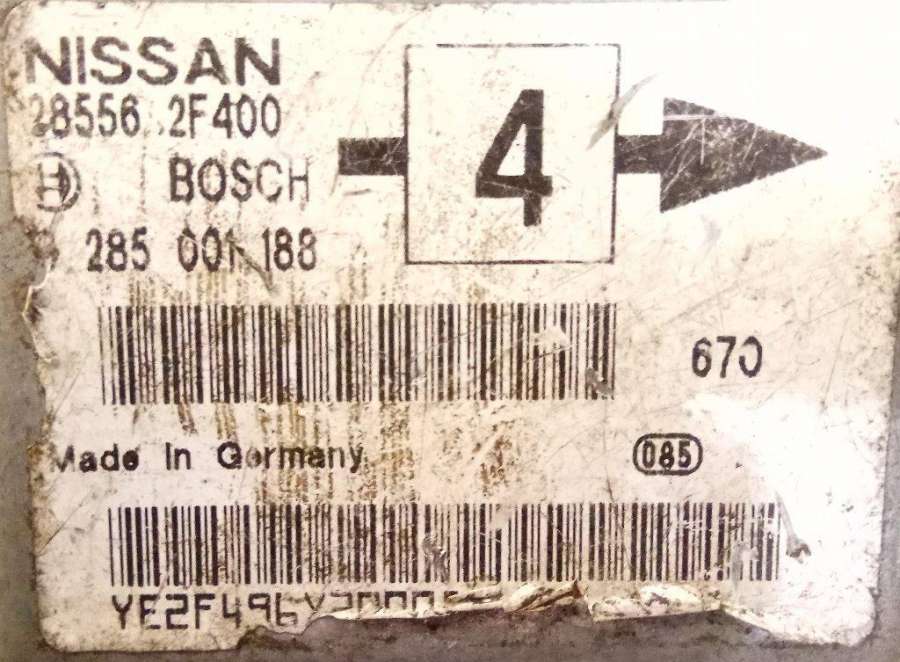 NISSAN
28556 2F400
4
BOSCH
285 001 188
670
Made in Germany
085